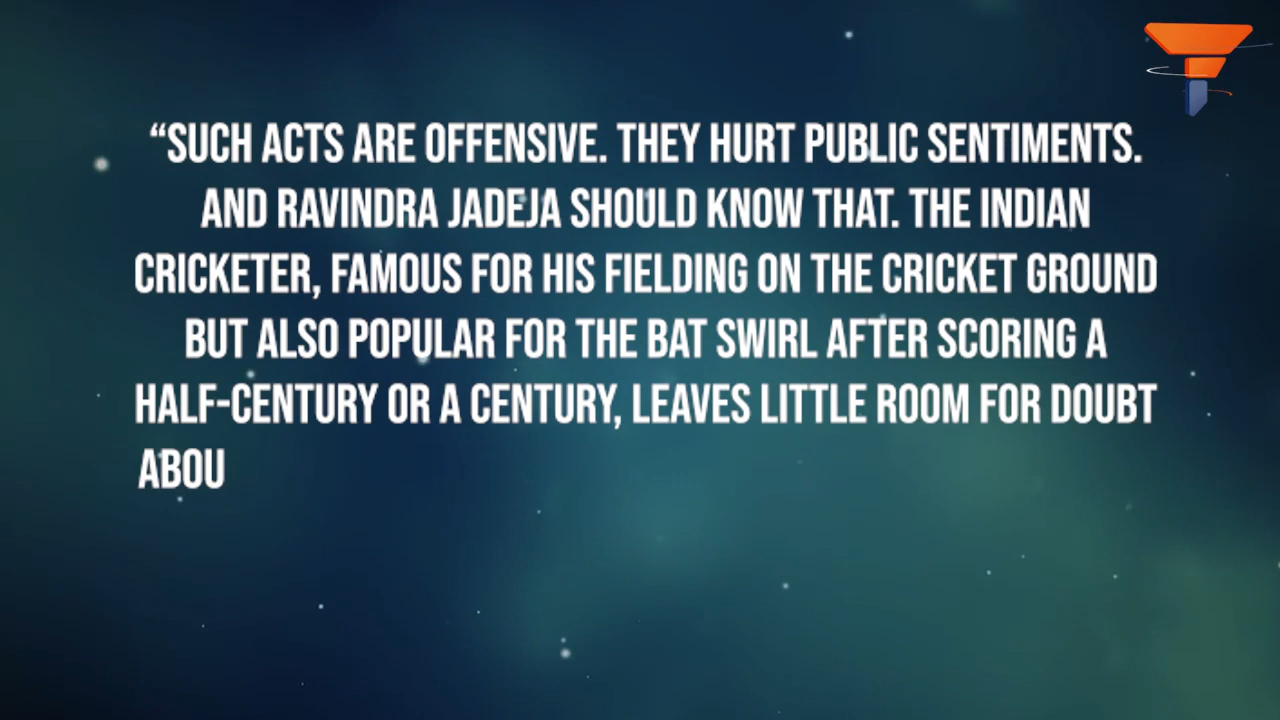 “SUCH ACTS ARE OFFENSIVE. THEY HURT PUBLIC SENTIMENTS.
AND RAVINDRA JADEJA SHOULD KNOW THAT. THE INDIAN
CRICKETER, FAMOUS FOR HIS FIELDING ON THE CRICKET GROUND
BUT ALSO POPULAR FOR THE BAT SWIRL AFTER SCORING A
HALF-CENTURY OR A CENTURY, LEAVES LITTLE ROOM FOR DOUBT
ABOU